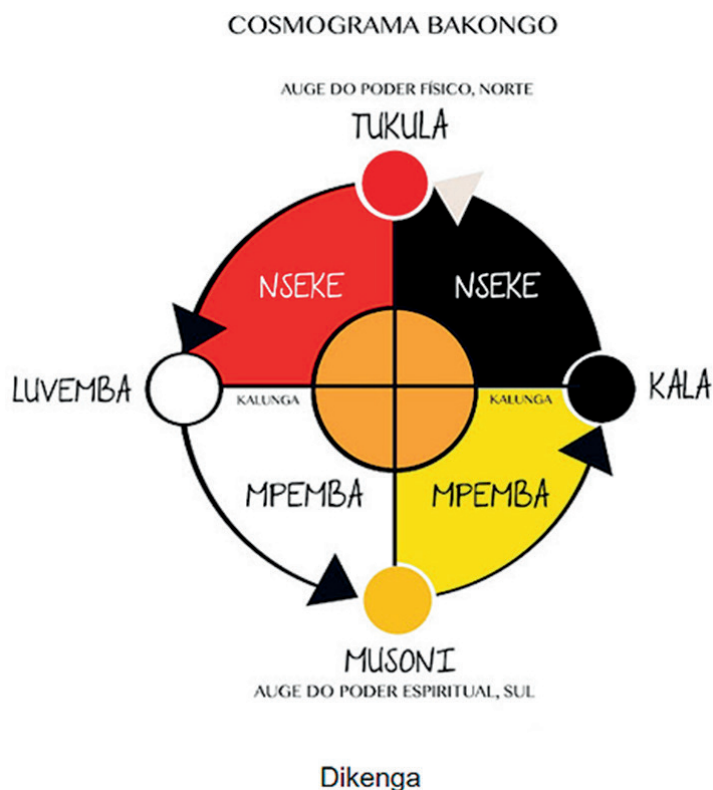 COSMOGRAMA BAKONGO
AUGE DO PODER FÍSICO, NORTE
TUKULA
NSEKE
NSEKE
LUVEMBA
KALUNGA
KALUNGA
KALA
MPEMBA
MPEMBA
MUSONI
AUGE DO PODER ESPIRITUAL, SUL
Dikenga